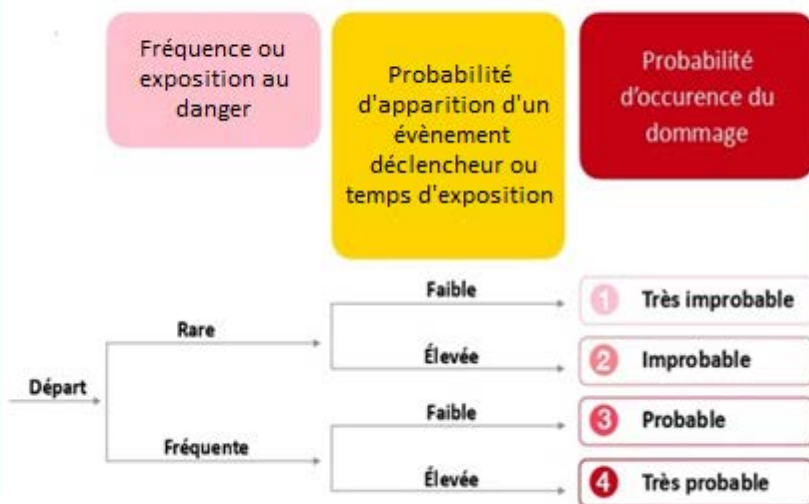 Fréquence ou
exposition au
danger
Probabilité
d'apparition d'un
évènement
déclencheur ou
temps d'exposition
Probabilité
d'occurence du
dommage
Départ
Rare
Fréquente
Faible
Élevée
Faible
Élevée
1 Très improbable
2 Improbable
3 Probable
4 Très probable